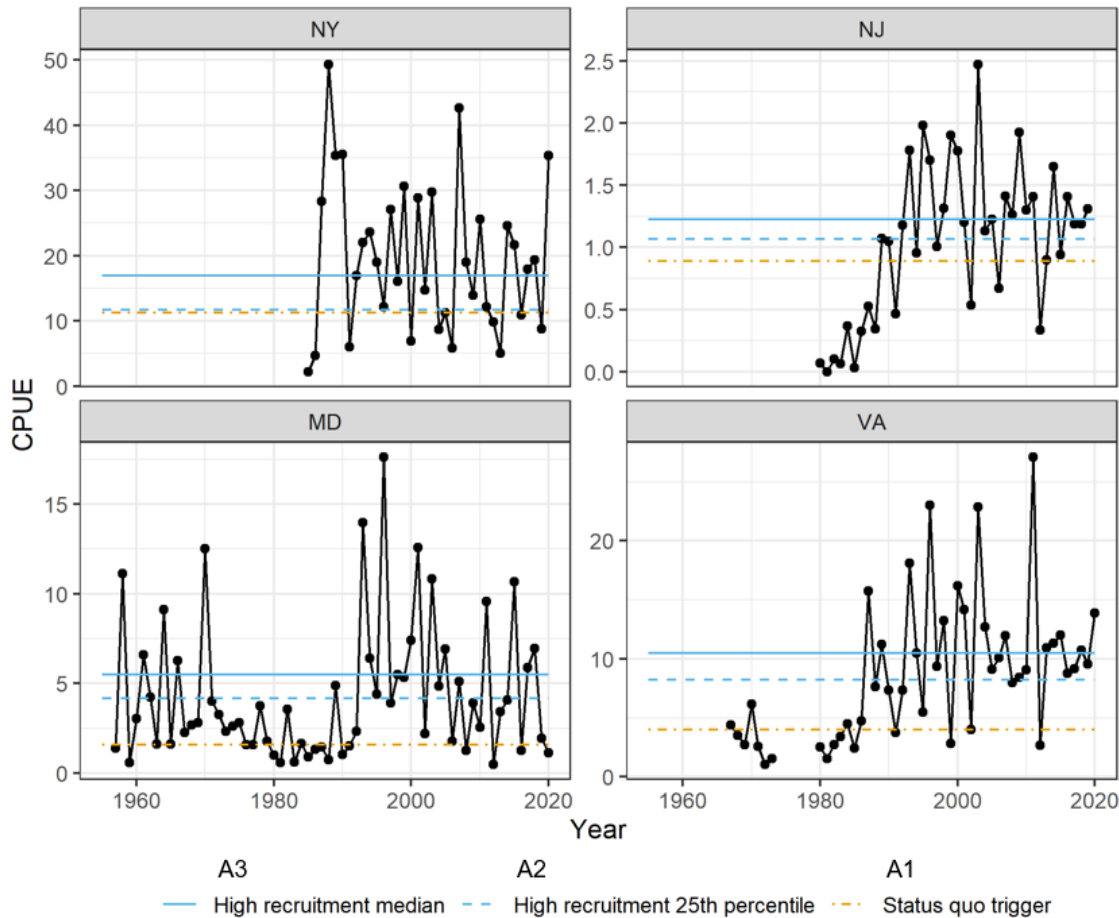 NY NJ
50
40
30
20
10
0
2.5
2.0
1.5
1.0
0.5
0.0
CPUE
MD VA
15
10
5
0
20
10
0
1960 1980 2000 2020 1960 1980 2000 2020
Year
A3 A2 A1
High recruitment median High recruitment 25th percentile Status quo trigger